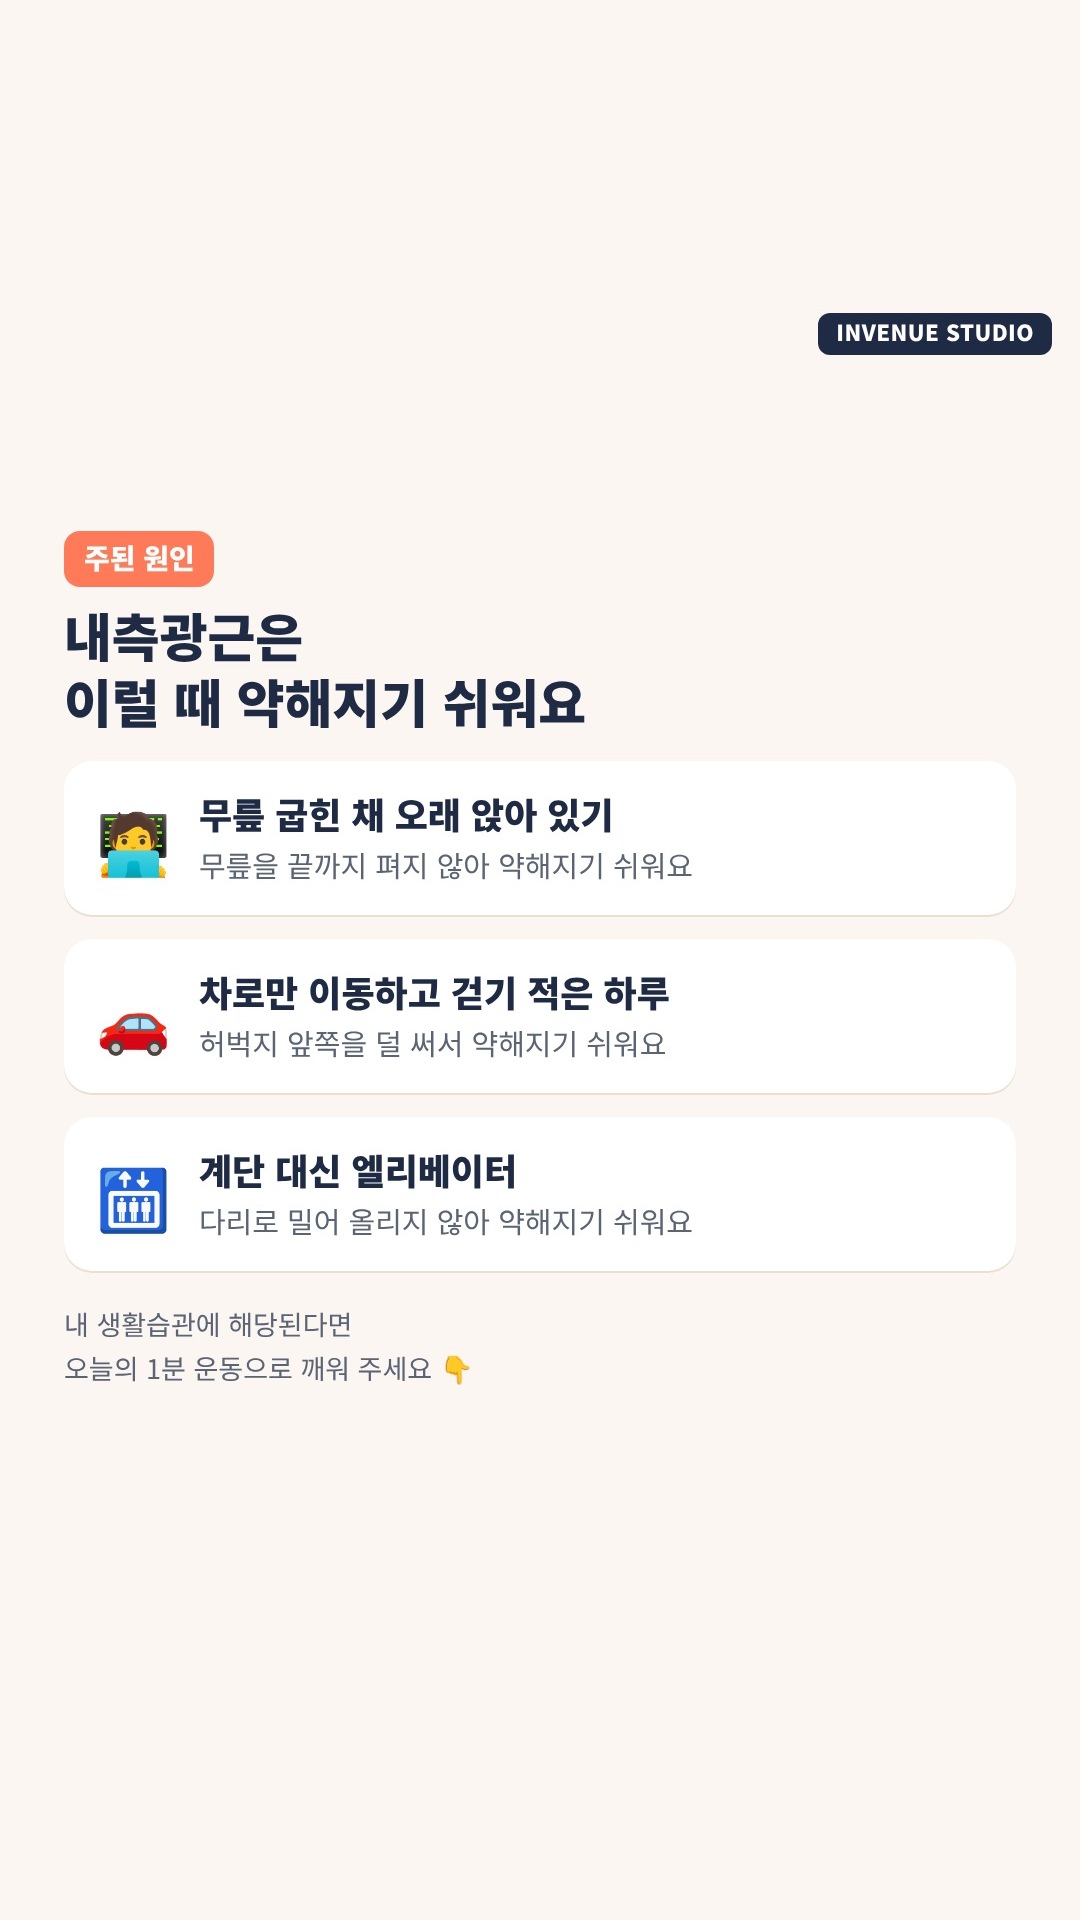 INVENUE STUDIO
주된 원인
내측광근은
이럴 때 약해지기 쉬워요
무릎 굽힌 채 오래 앉아 있기
무릎을 끝까지 펴지 않아 약해지기 쉬워요
차로만 이동하고 걷기 적은 하루
허벅지 앞쪽을 덜 써서 약해지기 쉬워요
계단 대신 엘리베이터
다리로 밀어 올리지 않아 약해지기 쉬워요
내 생활습관에 해당된다면
오늘의 1분 운동으로 깨워 주세요 👇